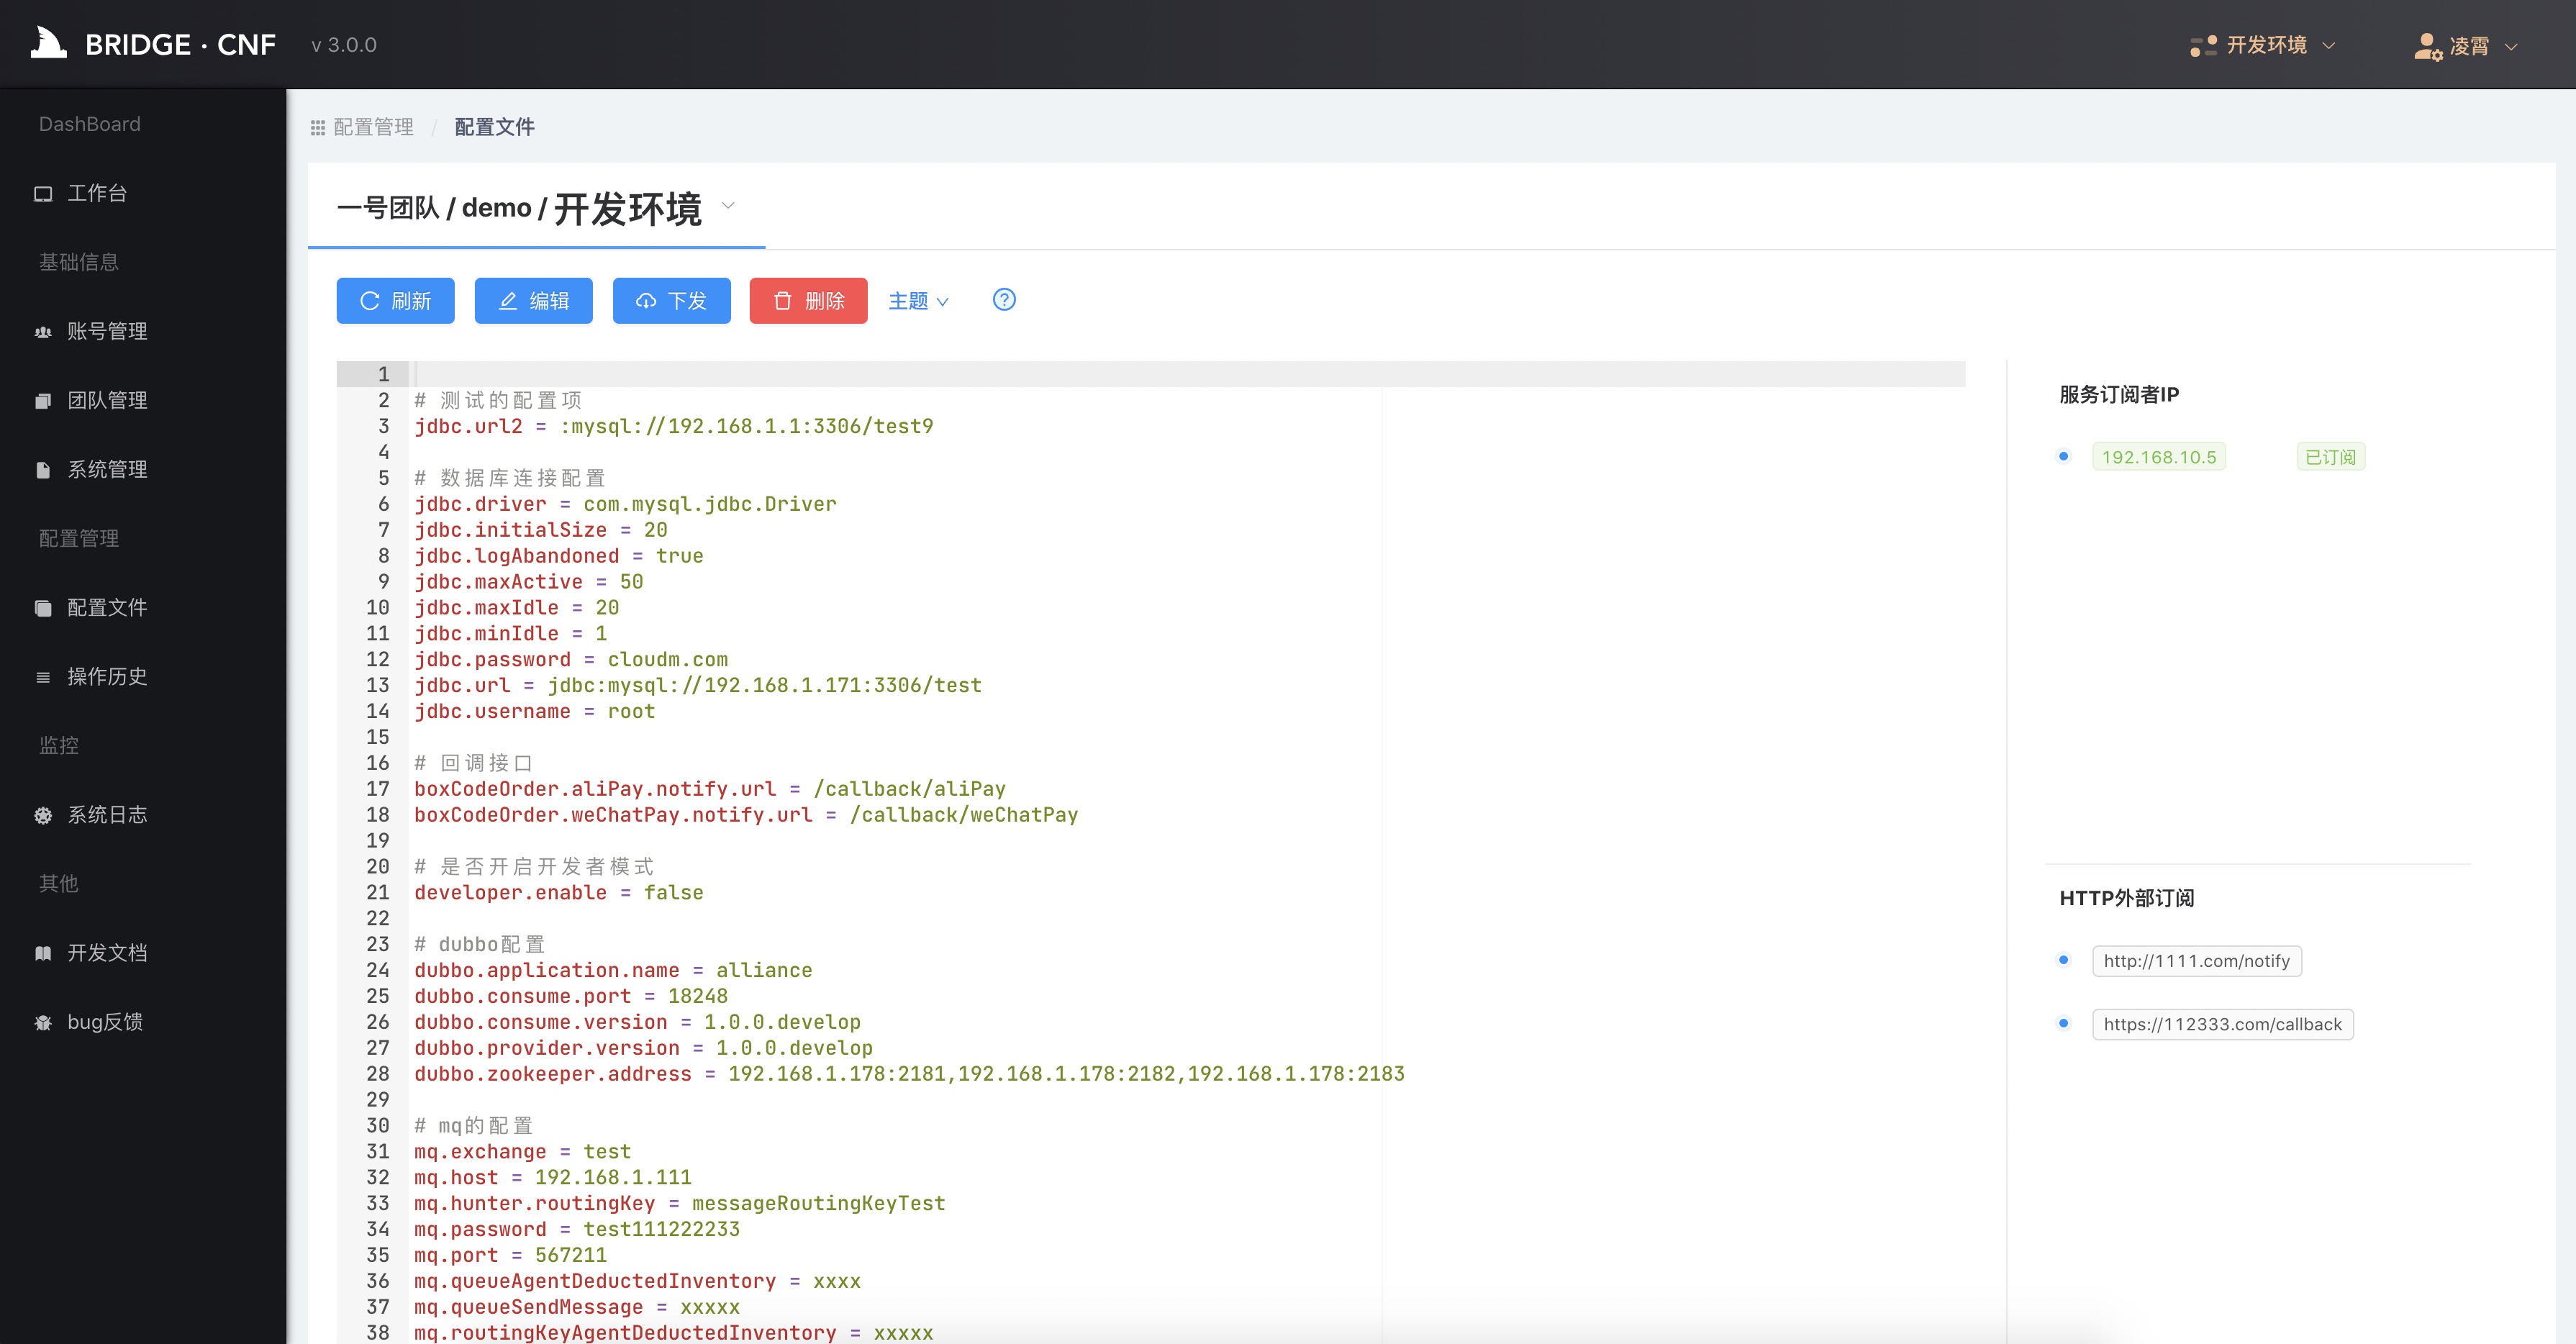 BRIDGE · CNF v 3.0.0
开发环境
凌霄
DashBoard
工作台
基础信息
账号管理
团队管理
系统管理
配置管理
配置文件
操作历史
监控
系统日志
其他
开发文档
bug反馈
配置管理 / 配置文件
一号团队 / demo / 开发环境
刷新 编辑 下发 删除 主题 ?
1
2 # 测试的配置项
3 jdbc.url2 = :mysql://192.168.1.1:3306/test9
4
5 # 数据库连接配置
6 jdbc.driver = com.mysql.jdbc.Driver
7 jdbc.initialSize = 20
8 jdbc.logAbandoned = true
9 jdbc.maxActive = 50
10 jdbc.maxIdle = 20
11 jdbc.minIdle = 1
12 jdbc.password = cloudm.com
13 jdbc.url = jdbc:mysql://192.168.1.171:3306/test
14 jdbc.username = root
15
16 # 回调接口
17 boxCodeOrder.aliPay.notify.url = /callback/aliPay
18 boxCodeOrder.weChatPay.notify.url = /callback/weChatPay
19
20 # 是否开启开发者模式
21 developer.enable = false
22
23 # dubbo配置
24 dubbo.application.name = alliance
25 dubbo.consume.port = 18248
26 dubbo.consume.version = 1.0.0.develop
27 dubbo.provider.version = 1.0.0.develop
28 dubbo.zookeeper.address = 192.168.1.178:2181,192.168.1.178:2182,192.168.1.178:2183
29
30 # mq的配置
31 mq.exchange = test
32 mq.host = 192.168.1.111
33 mq.hunter.routingKey = messageRoutingKeyTest
34 mq.password = test111222233
35 mq.port = 567211
36 mq.queueAgentDeductedInventory = xxxx
37 mq.queueSendMessage = xxxxx
38 mq.routingKeyAgentDeductedInventory = xxxxx
服务订阅者IP
192.168.10.5 已订阅
HTTP外部订阅
http://1111.com/notify
https://112333.com/callback